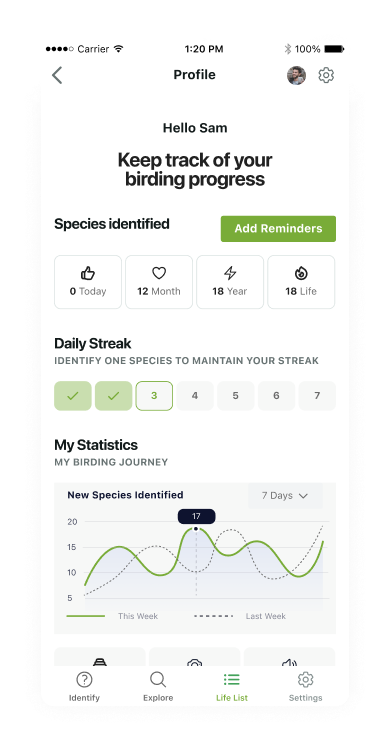 Carrier 1:20 PM 100%
Profile
Hello Sam
Keep track of your
birding progress
Species identified
Add Reminders
0 Today 12 Month 18 Year 18 Life
Daily Streak
IDENTIFY ONE SPECIES TO MAINTAIN YOUR STREAK
3 4 5 6 7
My Statistics
MY BIRDING JOURNEY
New Species Identified 7 Days
17
20
15
10
5
This Week Last Week
Identify Explore Life List Settings